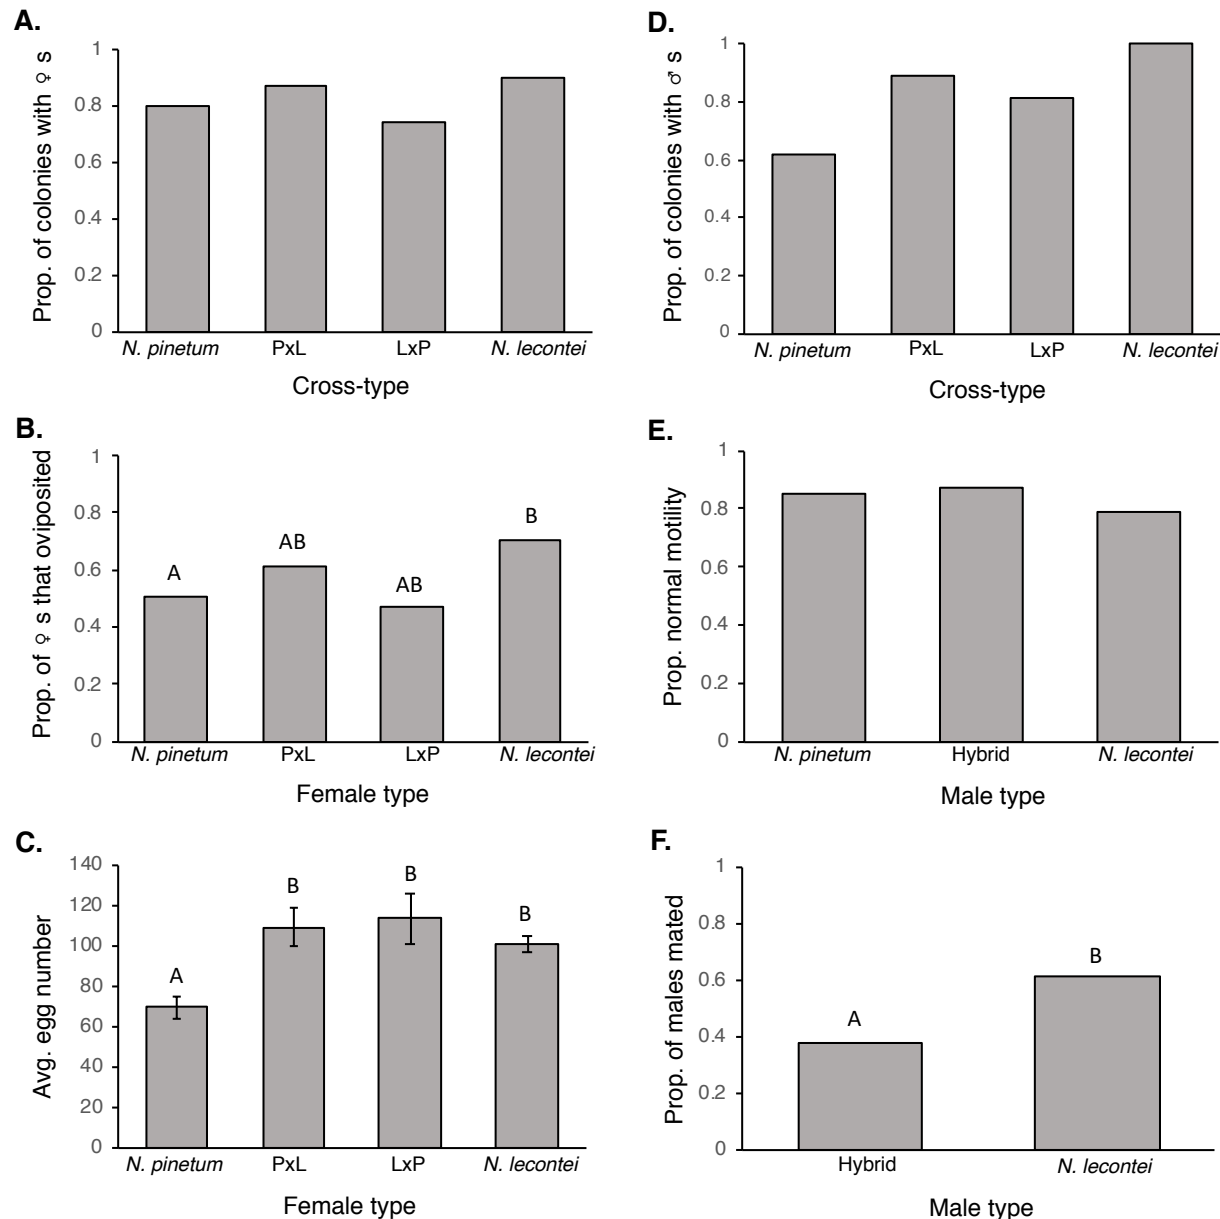 A.
Prop. of colonies with ♀ s
1
0.8
0.6
0.4
0.2
0
N. pinetum PxL LxP N. lecontei
Cross-type
B.
Prop. of ♀ s that oviposited
1
0.8
0.6
0.4
0.2
0
A AB AB B
N. pinetum PxL LxP N. lecontei
Female type
C.
Avg. egg number
140
120
100
80
60
40
20
0
A B B B
N. pinetum PxL LxP N. lecontei
Female type
D.
Prop. of colonies with ♂ s
1
0.8
0.6
0.4
0.2
0
N. pinetum PxL LxP N. lecontei
Cross-type
E.
Prop. normal motility
1
0.8
0.6
0.4
0.2
0
N. pinetum Hybrid N. lecontei
Male type
F.
Prop. of males mated
1
0.8
0.6
0.4
0.2
0
A B
Hybrid N. lecontei
Male type